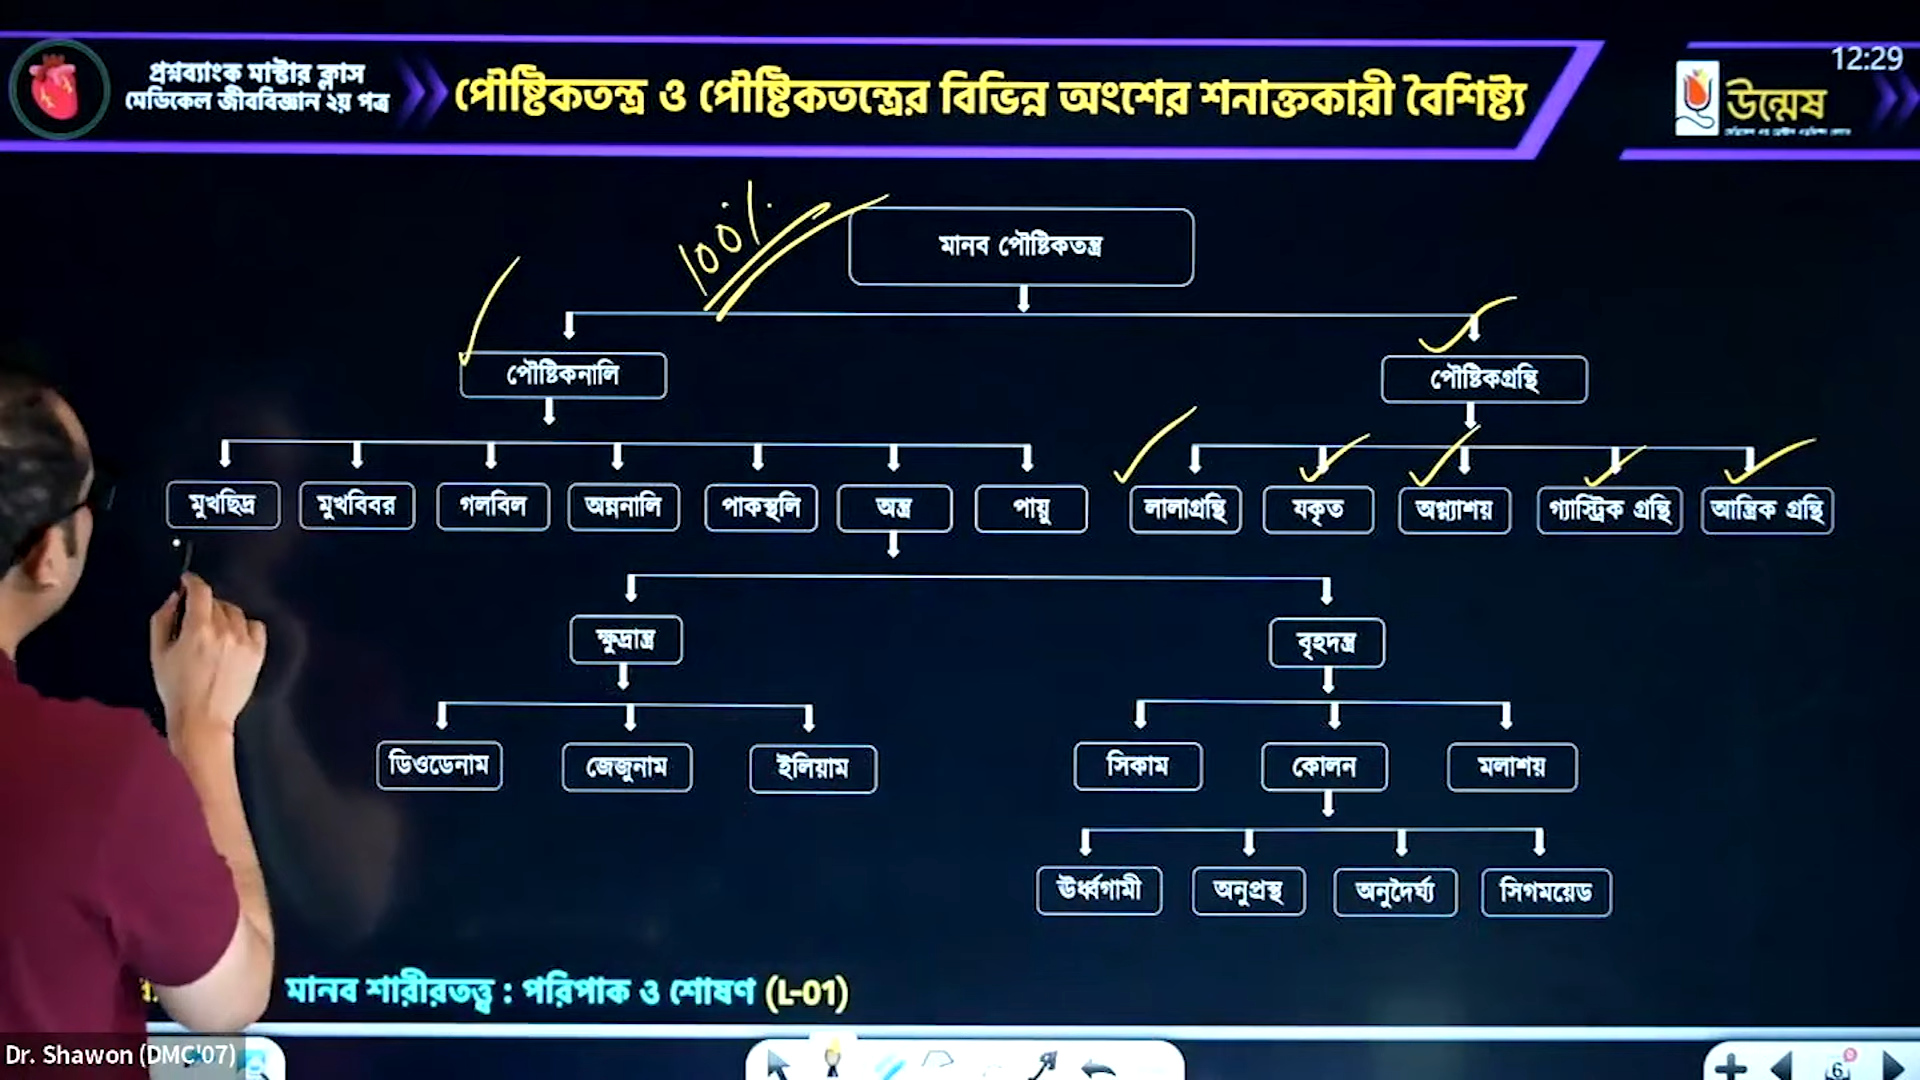 12:29
প্রশ্নব্যাংক মাস্টার ক্লাস
মেডিকেল জীববিজ্ঞান ২য় পত্র
পৌষ্টিকতন্ত্র ও পৌষ্টিকতন্ত্রের বিভিন্ন অংশের শনাক্তকারী বৈশিষ্ট্য
উন্মেষ
100%
মানব পৌষ্টিকতন্ত্র
পৌষ্টিকনালি
পৌষ্টিকগ্রন্থি
মুখছিদ্র মুখবিবর গলবিল অন্ননালি পাকস্থলি অন্ত্র পায়ু লালাগ্রন্থি যকৃত অগ্ন্যাশয় গ্যাস্ট্রিক গ্রন্থি আন্ত্রিক গ্রন্থি
ক্ষুদ্রান্ত্র বৃহদন্ত্র
ডিওডেনাম জেজুনাম ইলিয়াম সিকাম কোলন মলাশয়
ঊর্ধ্বগামী অনুপ্রস্থ অনুদৈর্ঘ্য সিগময়েড
মানব শারীরতত্ত্ব : পরিপাক ও শোষণ (L-01)
Dr. Shawon (DMC'07)
6